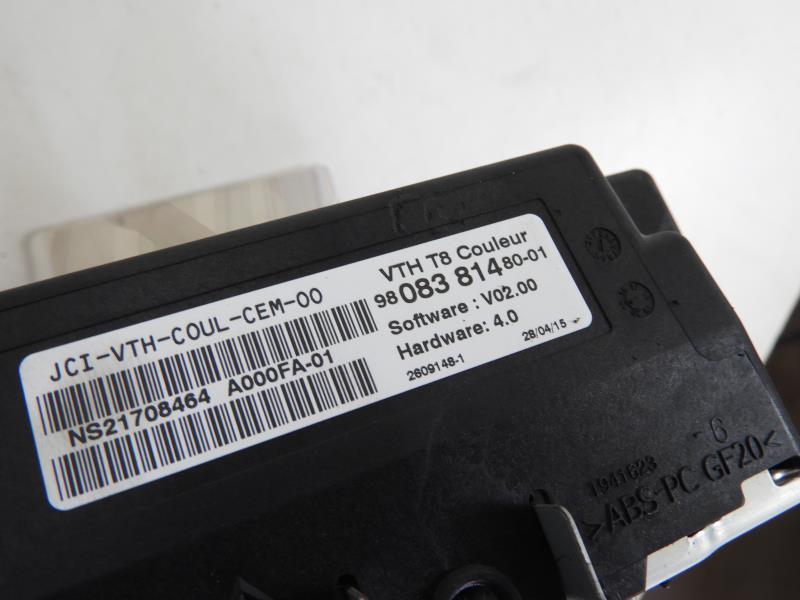 JCI-VTH-COUL-CEM-00
NS21708464 A000FA-01
VTH T8 Couleur
98 083 814 80-01
Software : V02.00
Hardware: 4.0
2609148-1 28/04/15
6
1941623
>ABS-PC GF20<